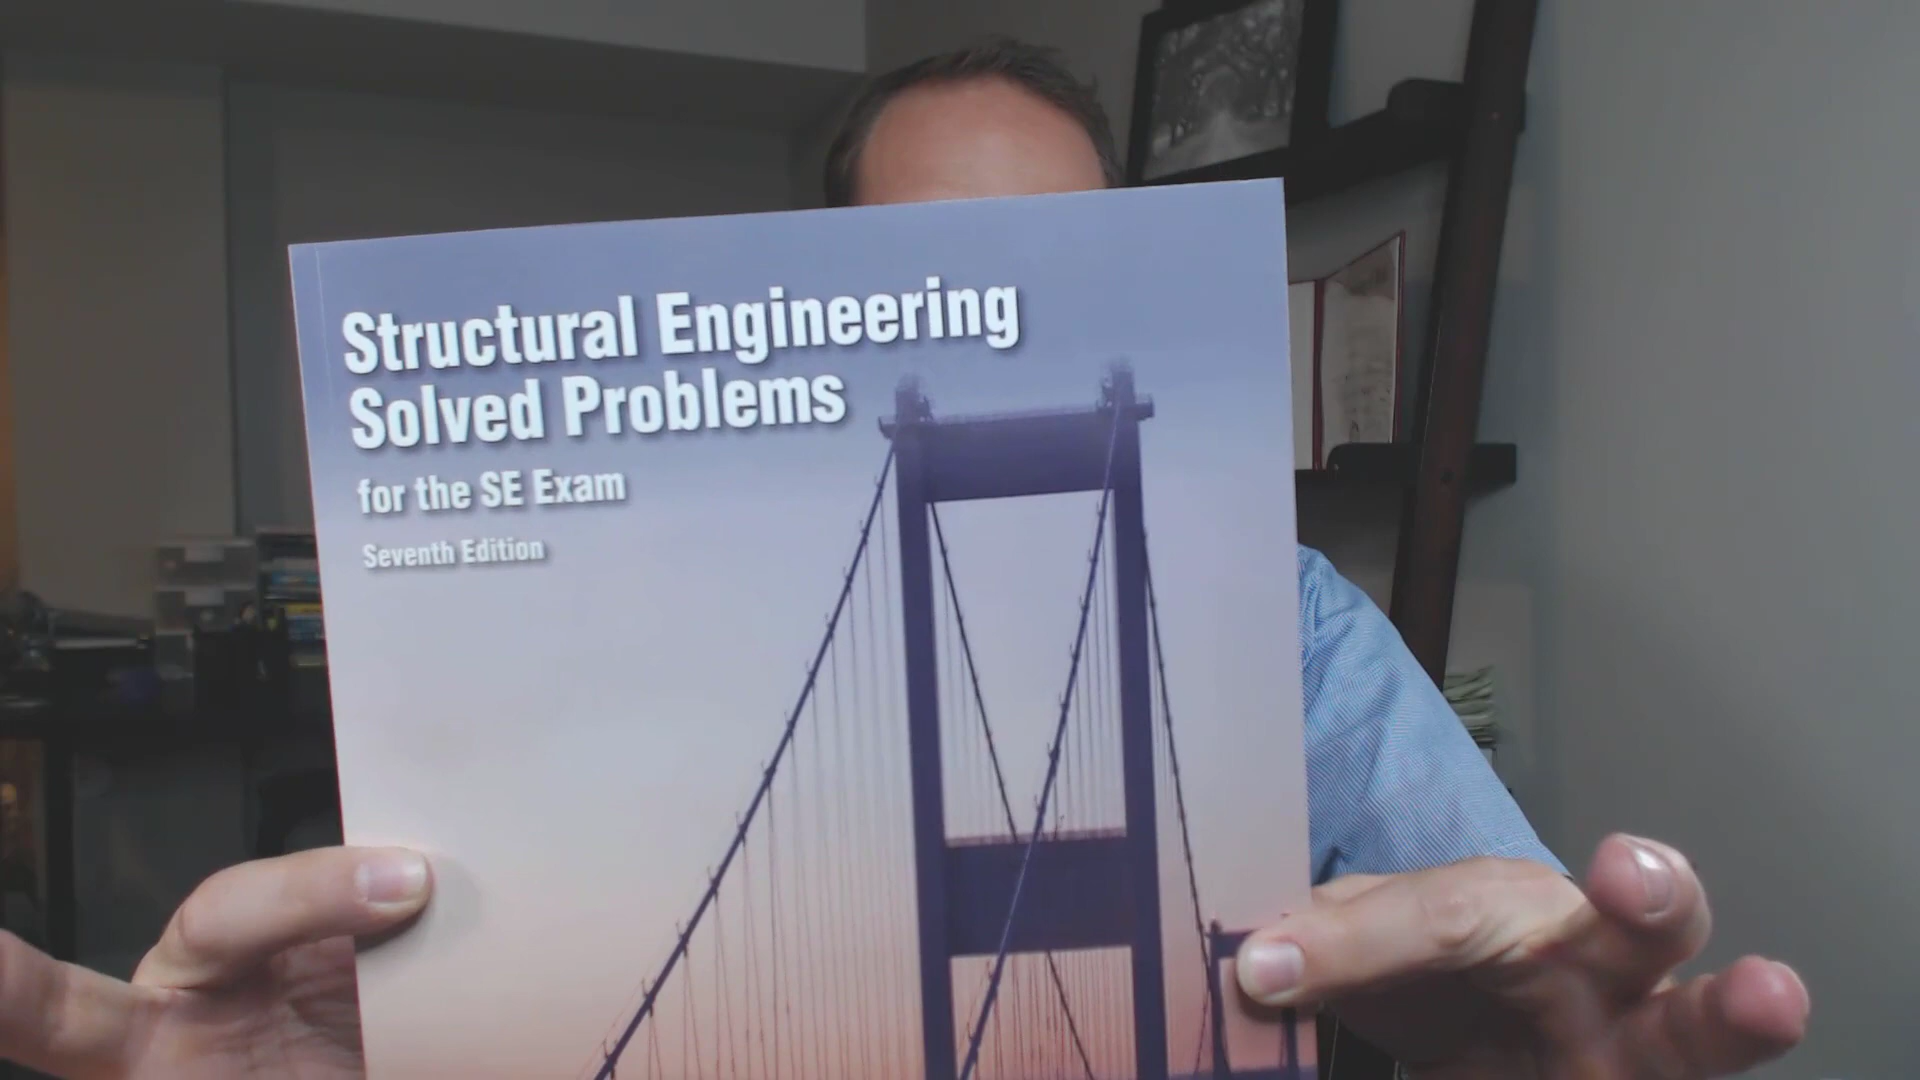 Structural Engineering
Solved Problems
for the SE Exam
Seventh Edition